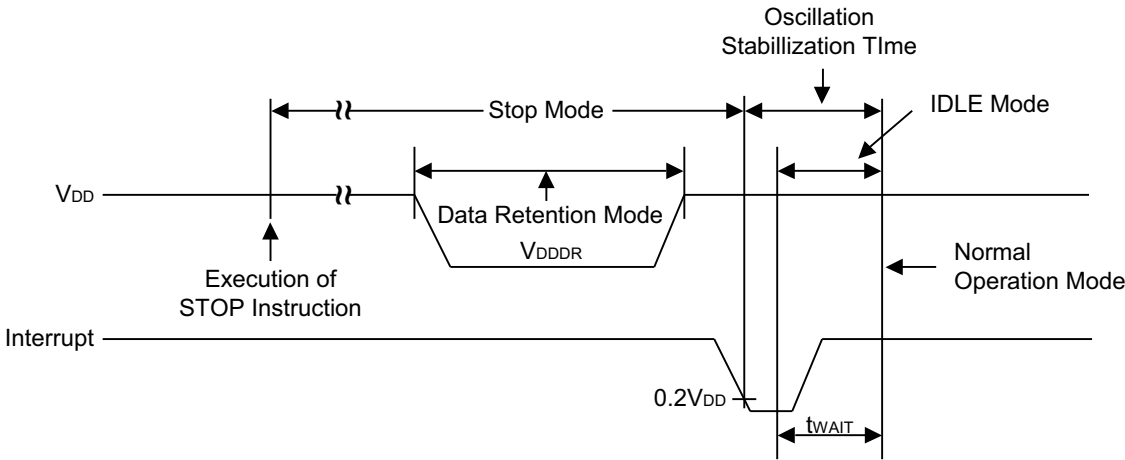 Oscillation
Stabillization TIme
Stop Mode
IDLE Mode
VDD
Data Retention Mode
VDDDR
Execution of
STOP Instruction
Normal
Operation Mode
Interrupt
0.2VDD
tWAIT